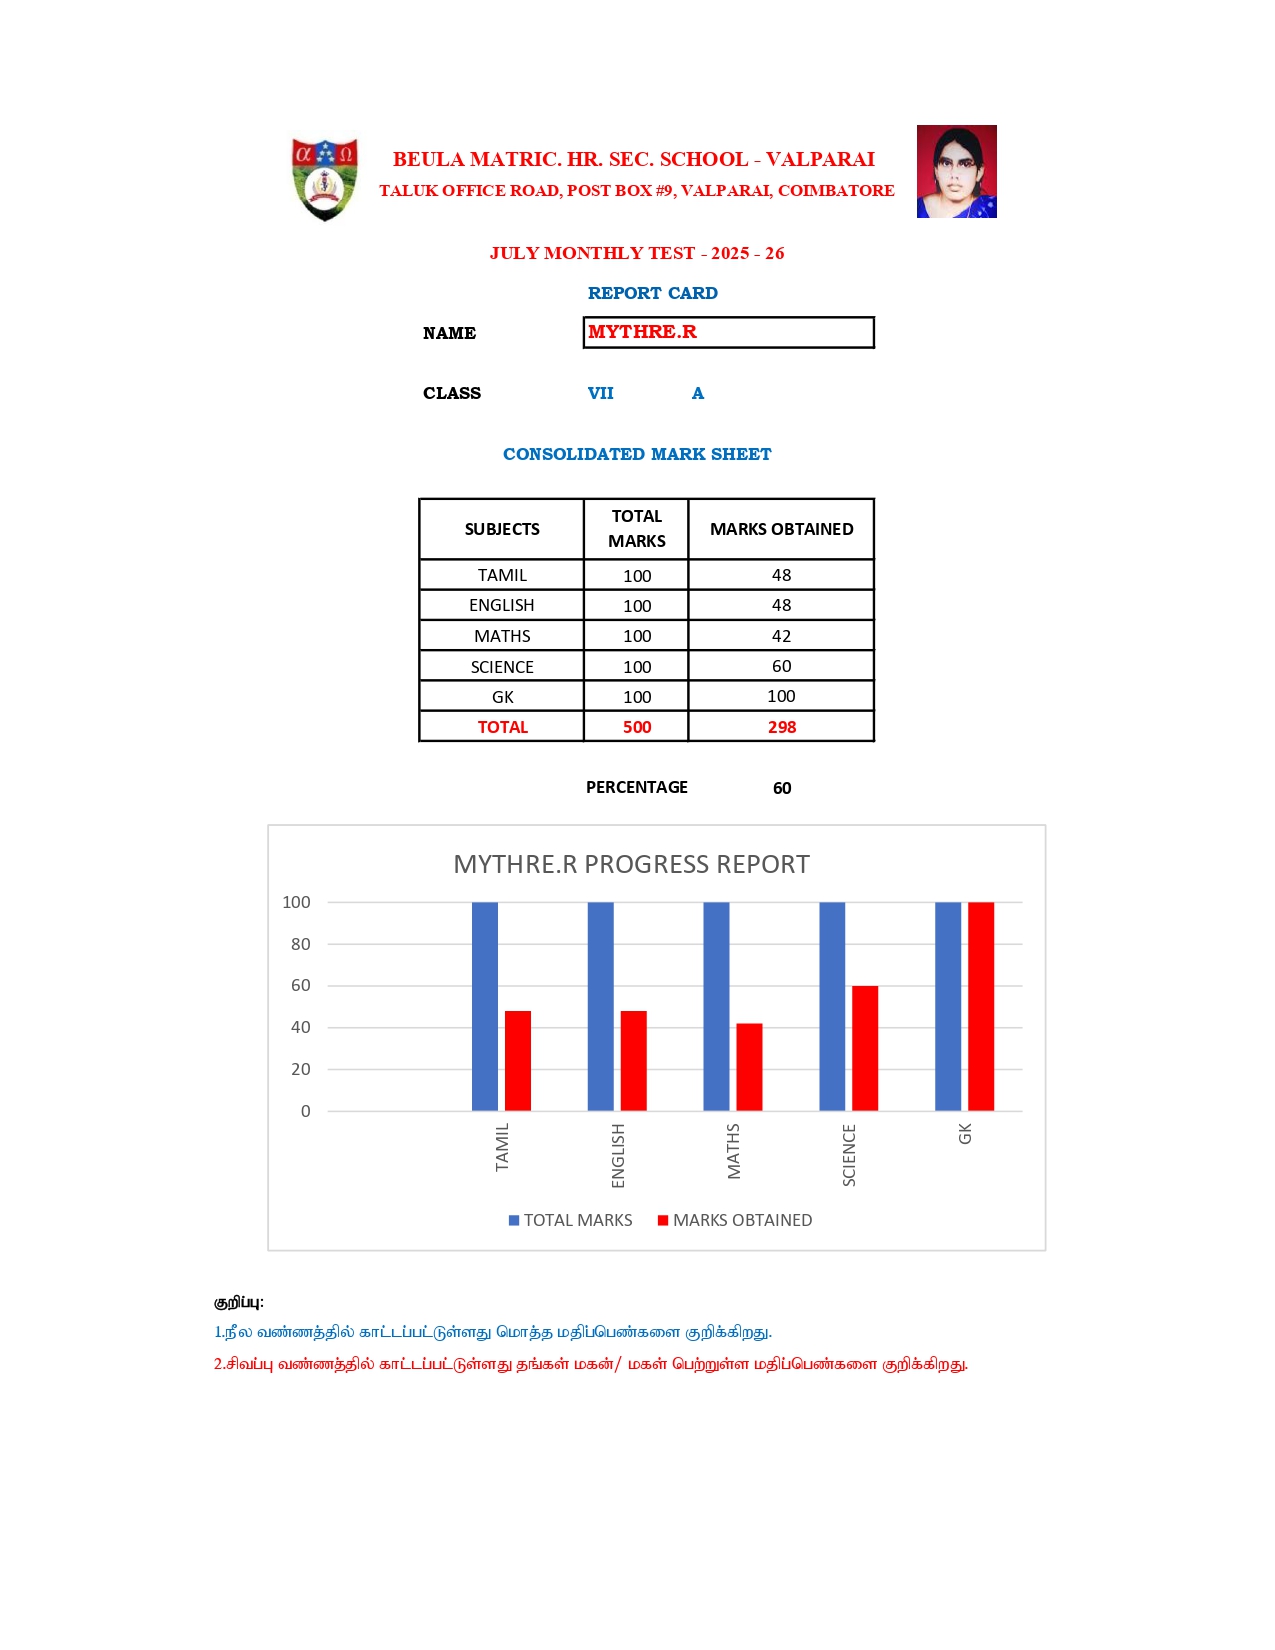 α Ω
BEULA MATRIC. HR. SEC. SCHOOL - VALPARAI
TALUK OFFICE ROAD, POST BOX #9, VALPARAI, COIMBATORE
JULY MONTHLY TEST - 2025 - 26
REPORT CARD
NAME MYTHRE.R
CLASS VII A
CONSOLIDATED MARK SHEET
SUBJECTS TOTAL MARKS MARKS OBTAINED
TAMIL 100 48
ENGLISH 100 48
MATHS 100 42
SCIENCE 100 60
GK 100 100
TOTAL 500 298
PERCENTAGE 60
MYTHRE.R PROGRESS REPORT
100
80
60
40
20
0
TAMIL ENGLISH MATHS SCIENCE GK
TOTAL MARKS MARKS OBTAINED
குறிப்பு:
1.நீல வண்ணத்தில் காட்டப்பட்டுள்ளது மொத்த மதிப்பெண்களை குறிக்கிறது.
2.சிவப்பு வண்ணத்தில் காட்டப்பட்டுள்ளது தங்கள் மகன்/ மகள் பெற்றுள்ள மதிப்பெண்களை குறிக்கிறது.